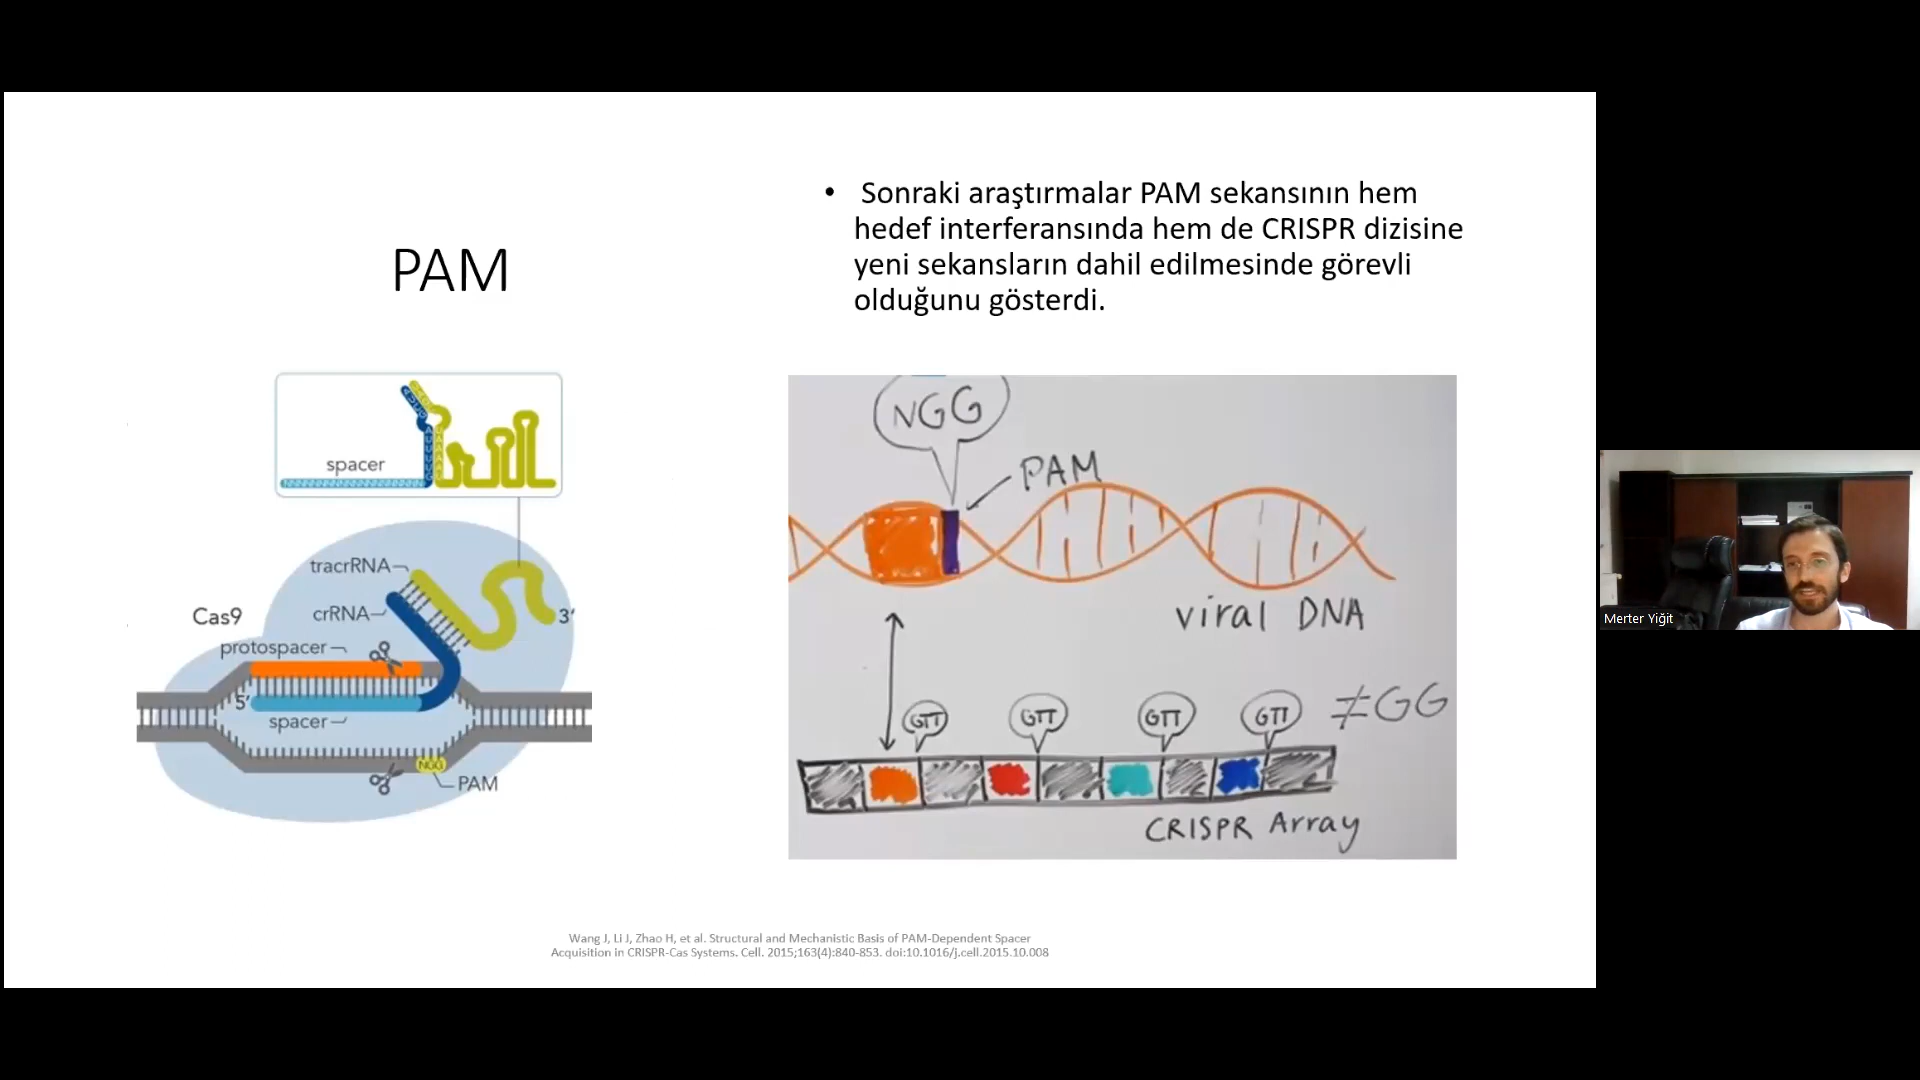 PAM
• Sonraki araştırmalar PAM sekansının hem
hedef interferansında hem de CRISPR dizisine
yeni sekansların dahil edilmesinde görevli
olduğunu gösterdi.
spacer
tracrRNA
crRNA
3'
Cas9
protospacer
5'
spacer
NGG
PAM
NGG
PAM
viral DNA
GTT
GTT
GTT
GTT
≠GG
CRISPR Array
Wang J, Li J, Zhao H, et al. Structural and Mechanistic Basis of PAM-Dependent Spacer
Acquisition in CRISPR-Cas Systems. Cell. 2015;163(4):840-853. doi:10.1016/j.cell.2015.10.008
Merter Yiğit